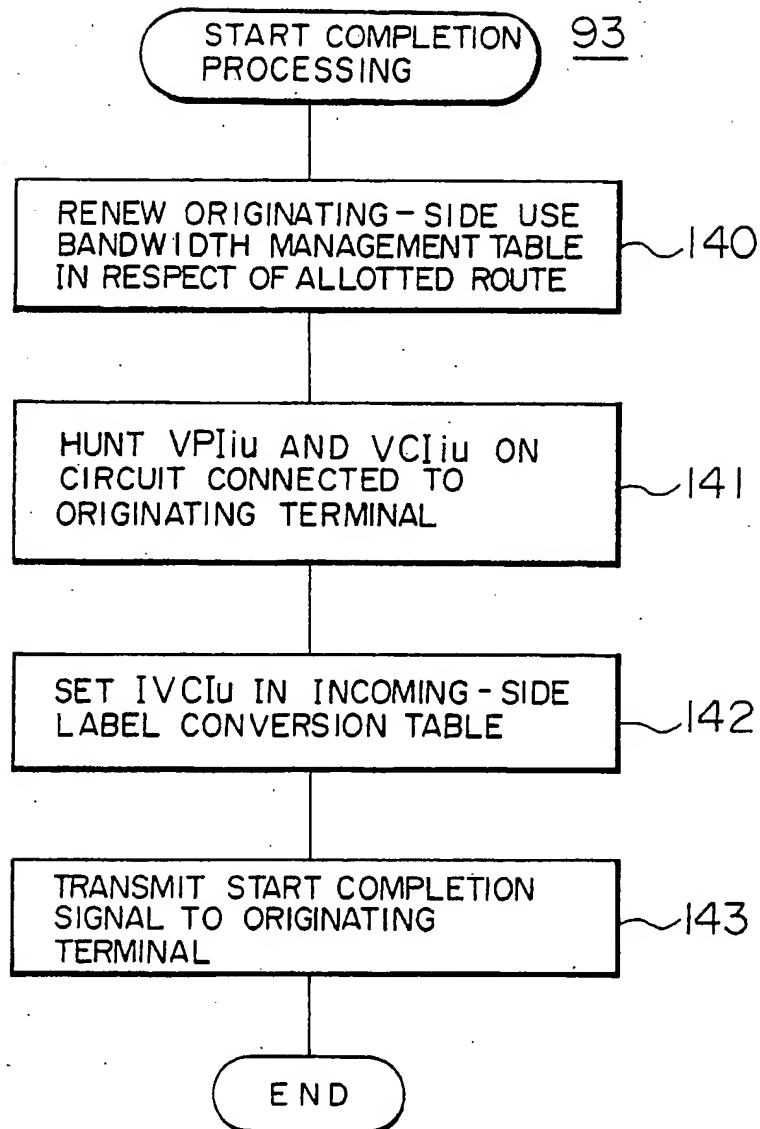 START COMPLETION
PROCESSING
93
RENEW ORIGINATING-SIDE USE
BANDWIDTH MANAGEMENT TABLE
IN RESPECT OF ALLOTTED ROUTE
140
HUNT VPIiu AND VCIiu ON
CIRCUIT CONNECTED TO
ORIGINATING TERMINAL
141
SET IVCIu IN INCOMING-SIDE
LABEL CONVERSION TABLE
142
TRANSMIT START COMPLETION
SIGNAL TO ORIGINATING
TERMINAL
143
END